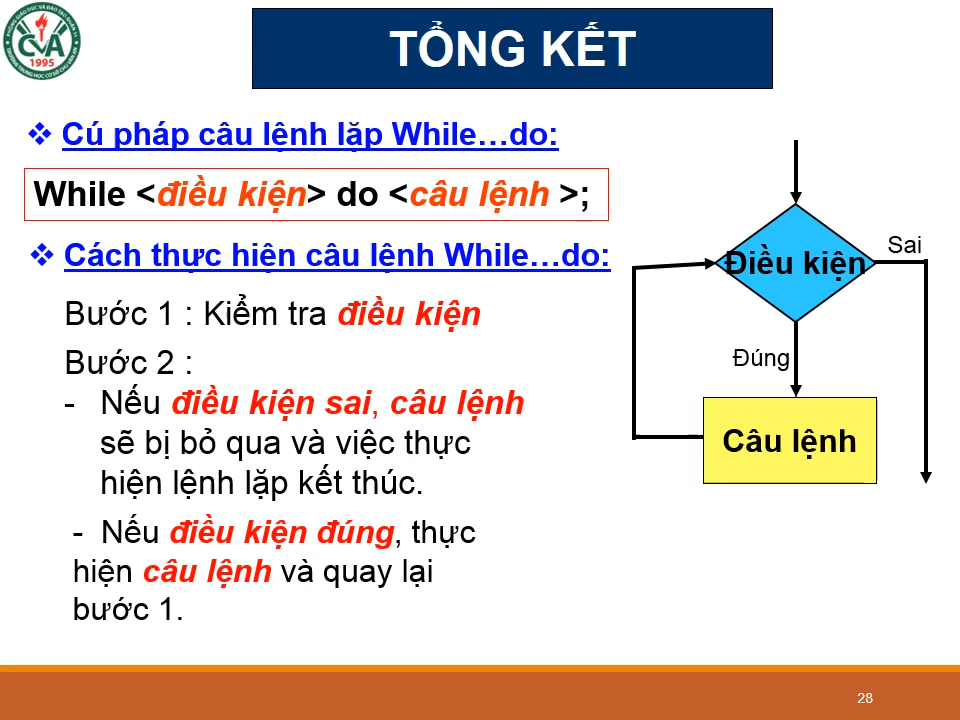 TỔNG KẾT
CVA
1995
❖ Cú pháp câu lệnh lặp While…do:
While <điều kiện> do <câu lệnh >;
❖ Cách thực hiện câu lệnh While…do:
Bước 1 : Kiểm tra điều kiện
Bước 2 :
- Nếu điều kiện sai, câu lệnh
sẽ bị bỏ qua và việc thực
hiện lệnh lặp kết thúc.
- Nếu điều kiện đúng, thực
hiện câu lệnh và quay lại
bước 1.
Điều kiện
Sai
Đúng
Câu lệnh
28